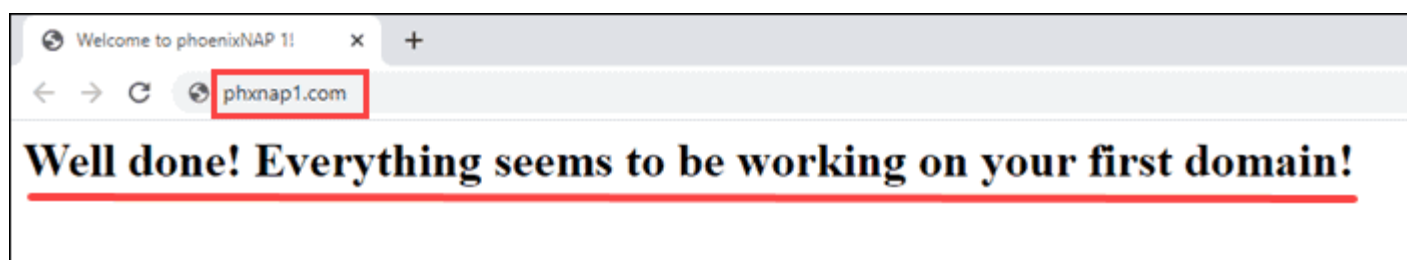 Welcome to phoenixNAP 1!
phxnap1.com
Well done! Everything seems to be working on your first domain!